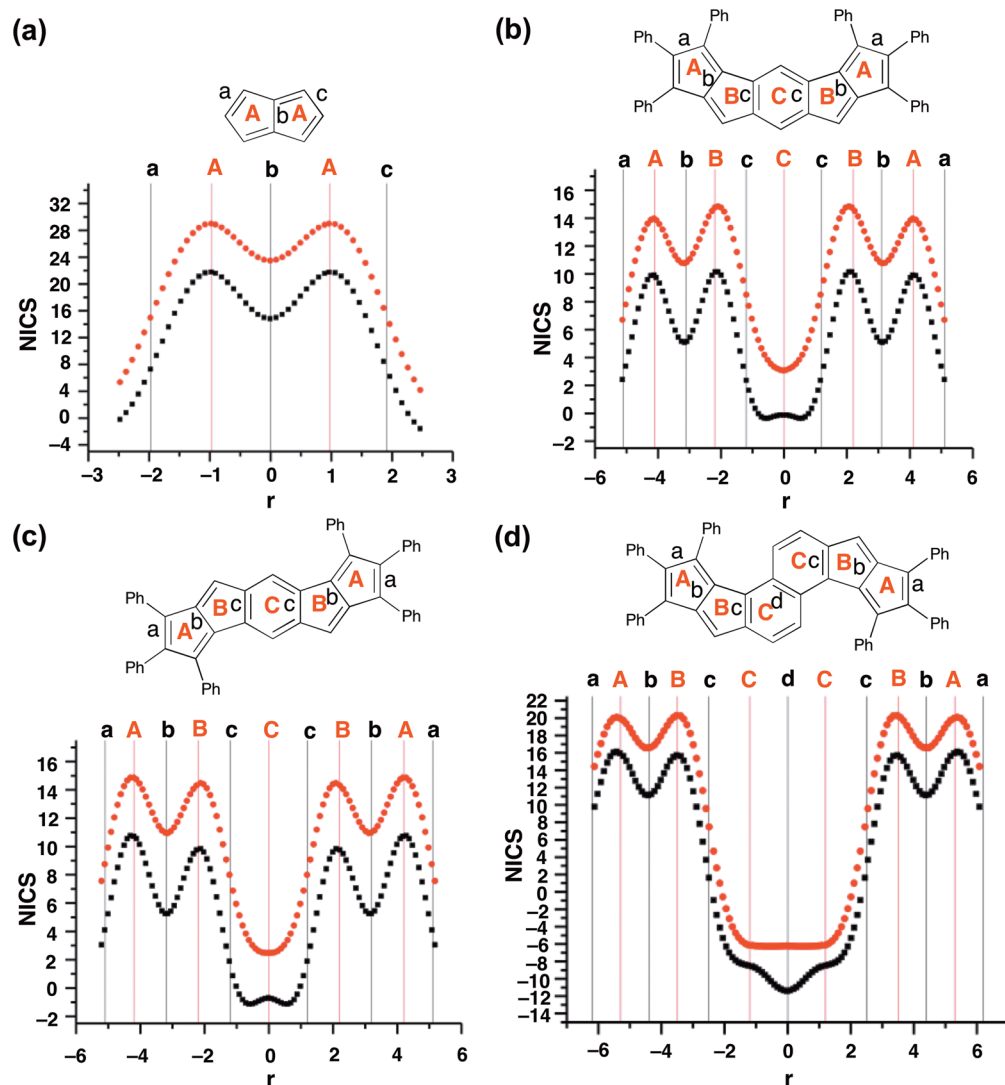 (a)
a A b A c
a A b A c
NICS
32
28
24
20
16
12
8
4
0
−4
−3 −2 −1 0 1 2 3
r
(b)
Ph Ph
Ph a a Ph
A b B c C c B b A
Ph Ph
a A b B c C c B b A a
NICS
16
14
12
10
8
6
4
2
0
−2
−6 −4 −2 0 2 4 6
r
(c)
Ph
Ph
Ph B c C c B b A a
a A b Ph
Ph
Ph
a A b B c C c B b A a
NICS
16
14
12
10
8
6
4
2
0
−2
−6 −4 −2 0 2 4 6
r
(d)
Ph
Ph a C c B b Ph
A b d A a
Ph B c C Ph
Ph
a A b B c C d C c B b A a
NICS
22
20
18
16
14
12
10
8
6
4
2
0
−2
−4
−6
−8
−10
−12
−14
−6 −4 −2 0 2 4 6
r